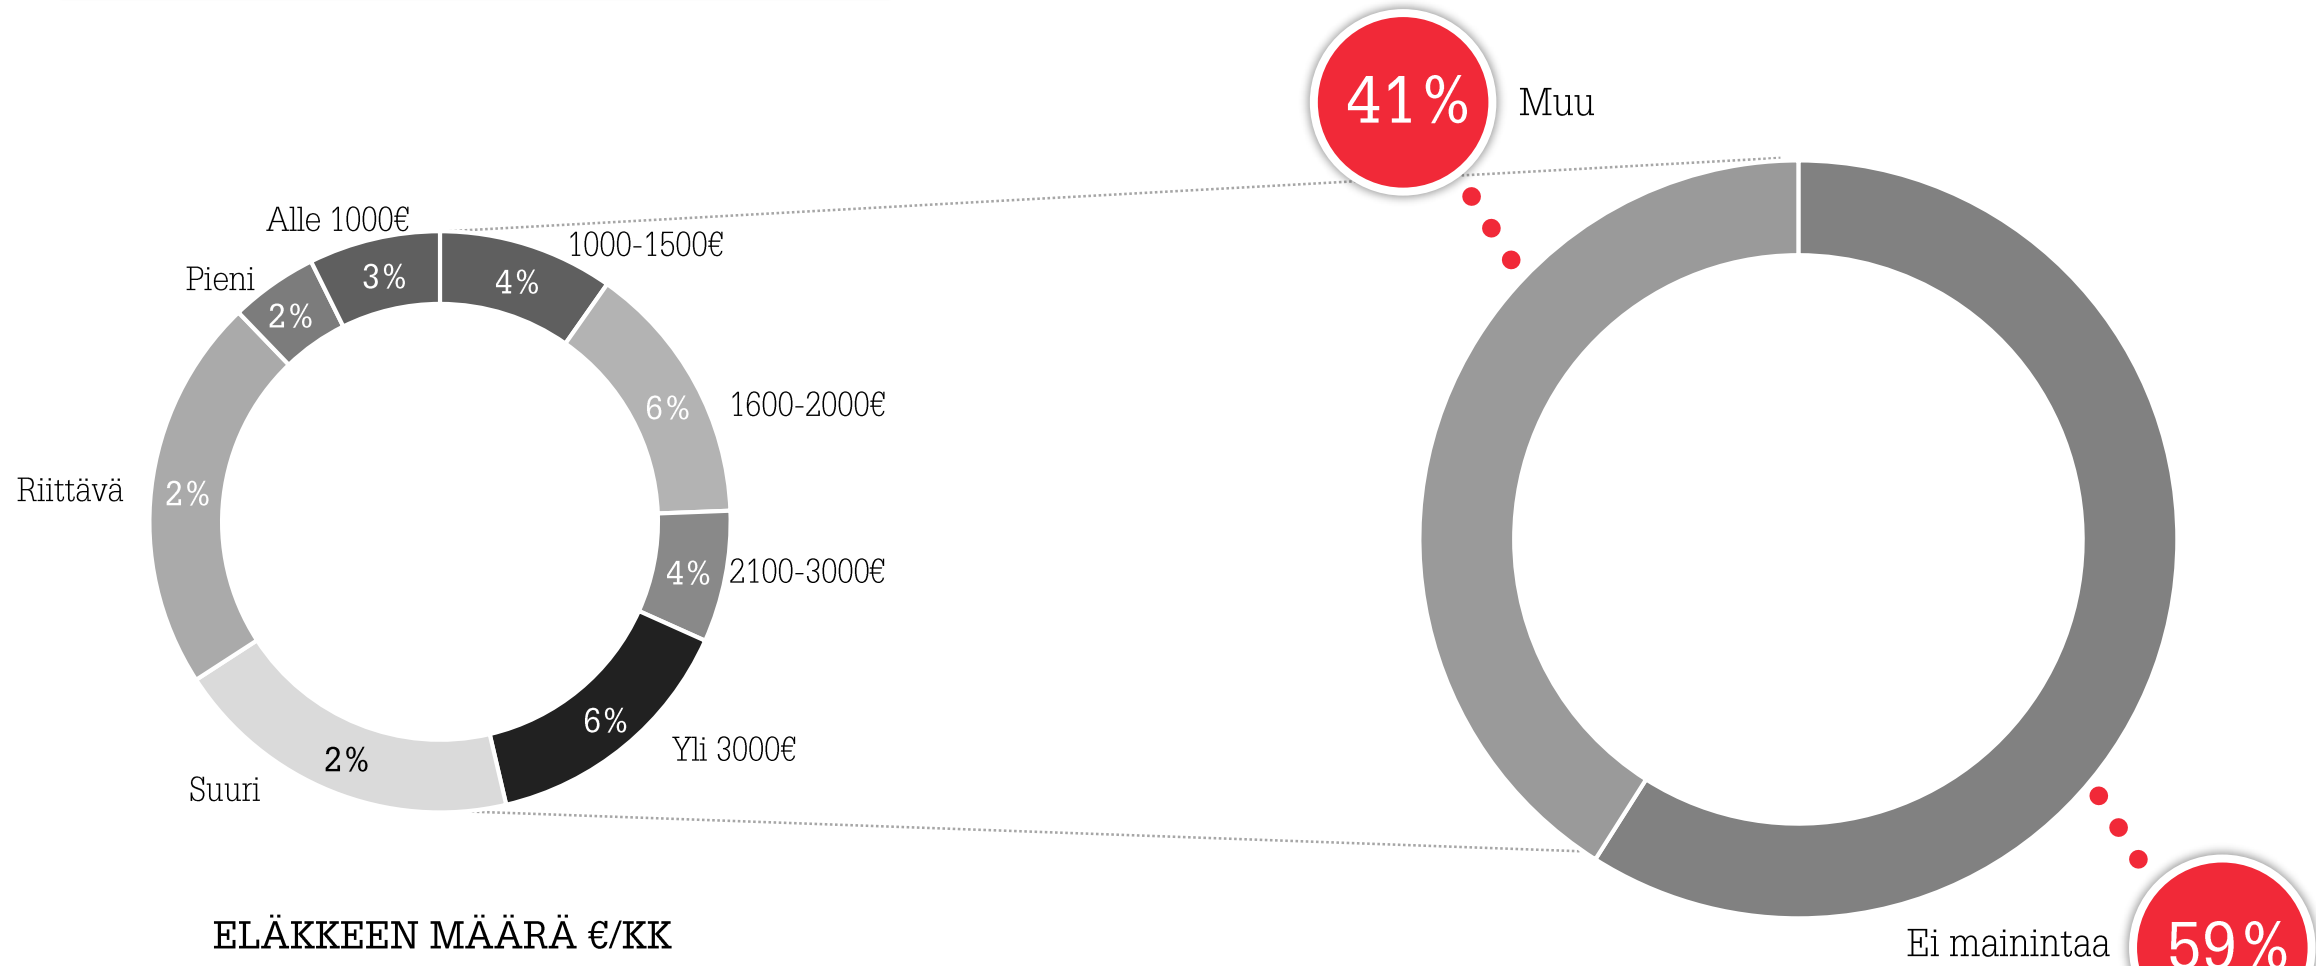 41%
Muu
Alle 1000€
1000-1500€
Pieni
3%
4%
2%
6%
1600-2000€
Riittävä
2%
4%
2100-3000€
6%
Yli 3000€
2%
Suuri
ELÄKKEEN MÄÄRÄ €/KK
Ei mainintaa
59%